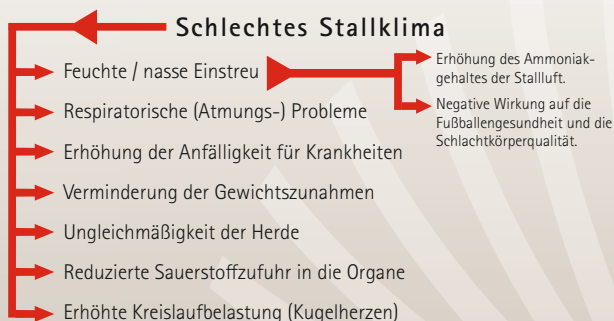 Schlechtes Stallklima
Feuchte / nasse Einstreu
Erhöhung des Ammoniak-
gehaltes der Stallluft.
Negative Wirkung auf die
Fußballengesundheit und die
Schlachtkörperqualität.
Respiratorische (Atmungs-) Probleme
Erhöhung der Anfälligkeit für Krankheiten
Verminderung der Gewichtszunahmen
Ungleichmäßigkeit der Herde
Reduzierte Sauerstoffzufuhr in die Organe
Erhöhte Kreislaufbelastung (Kugelherzen)